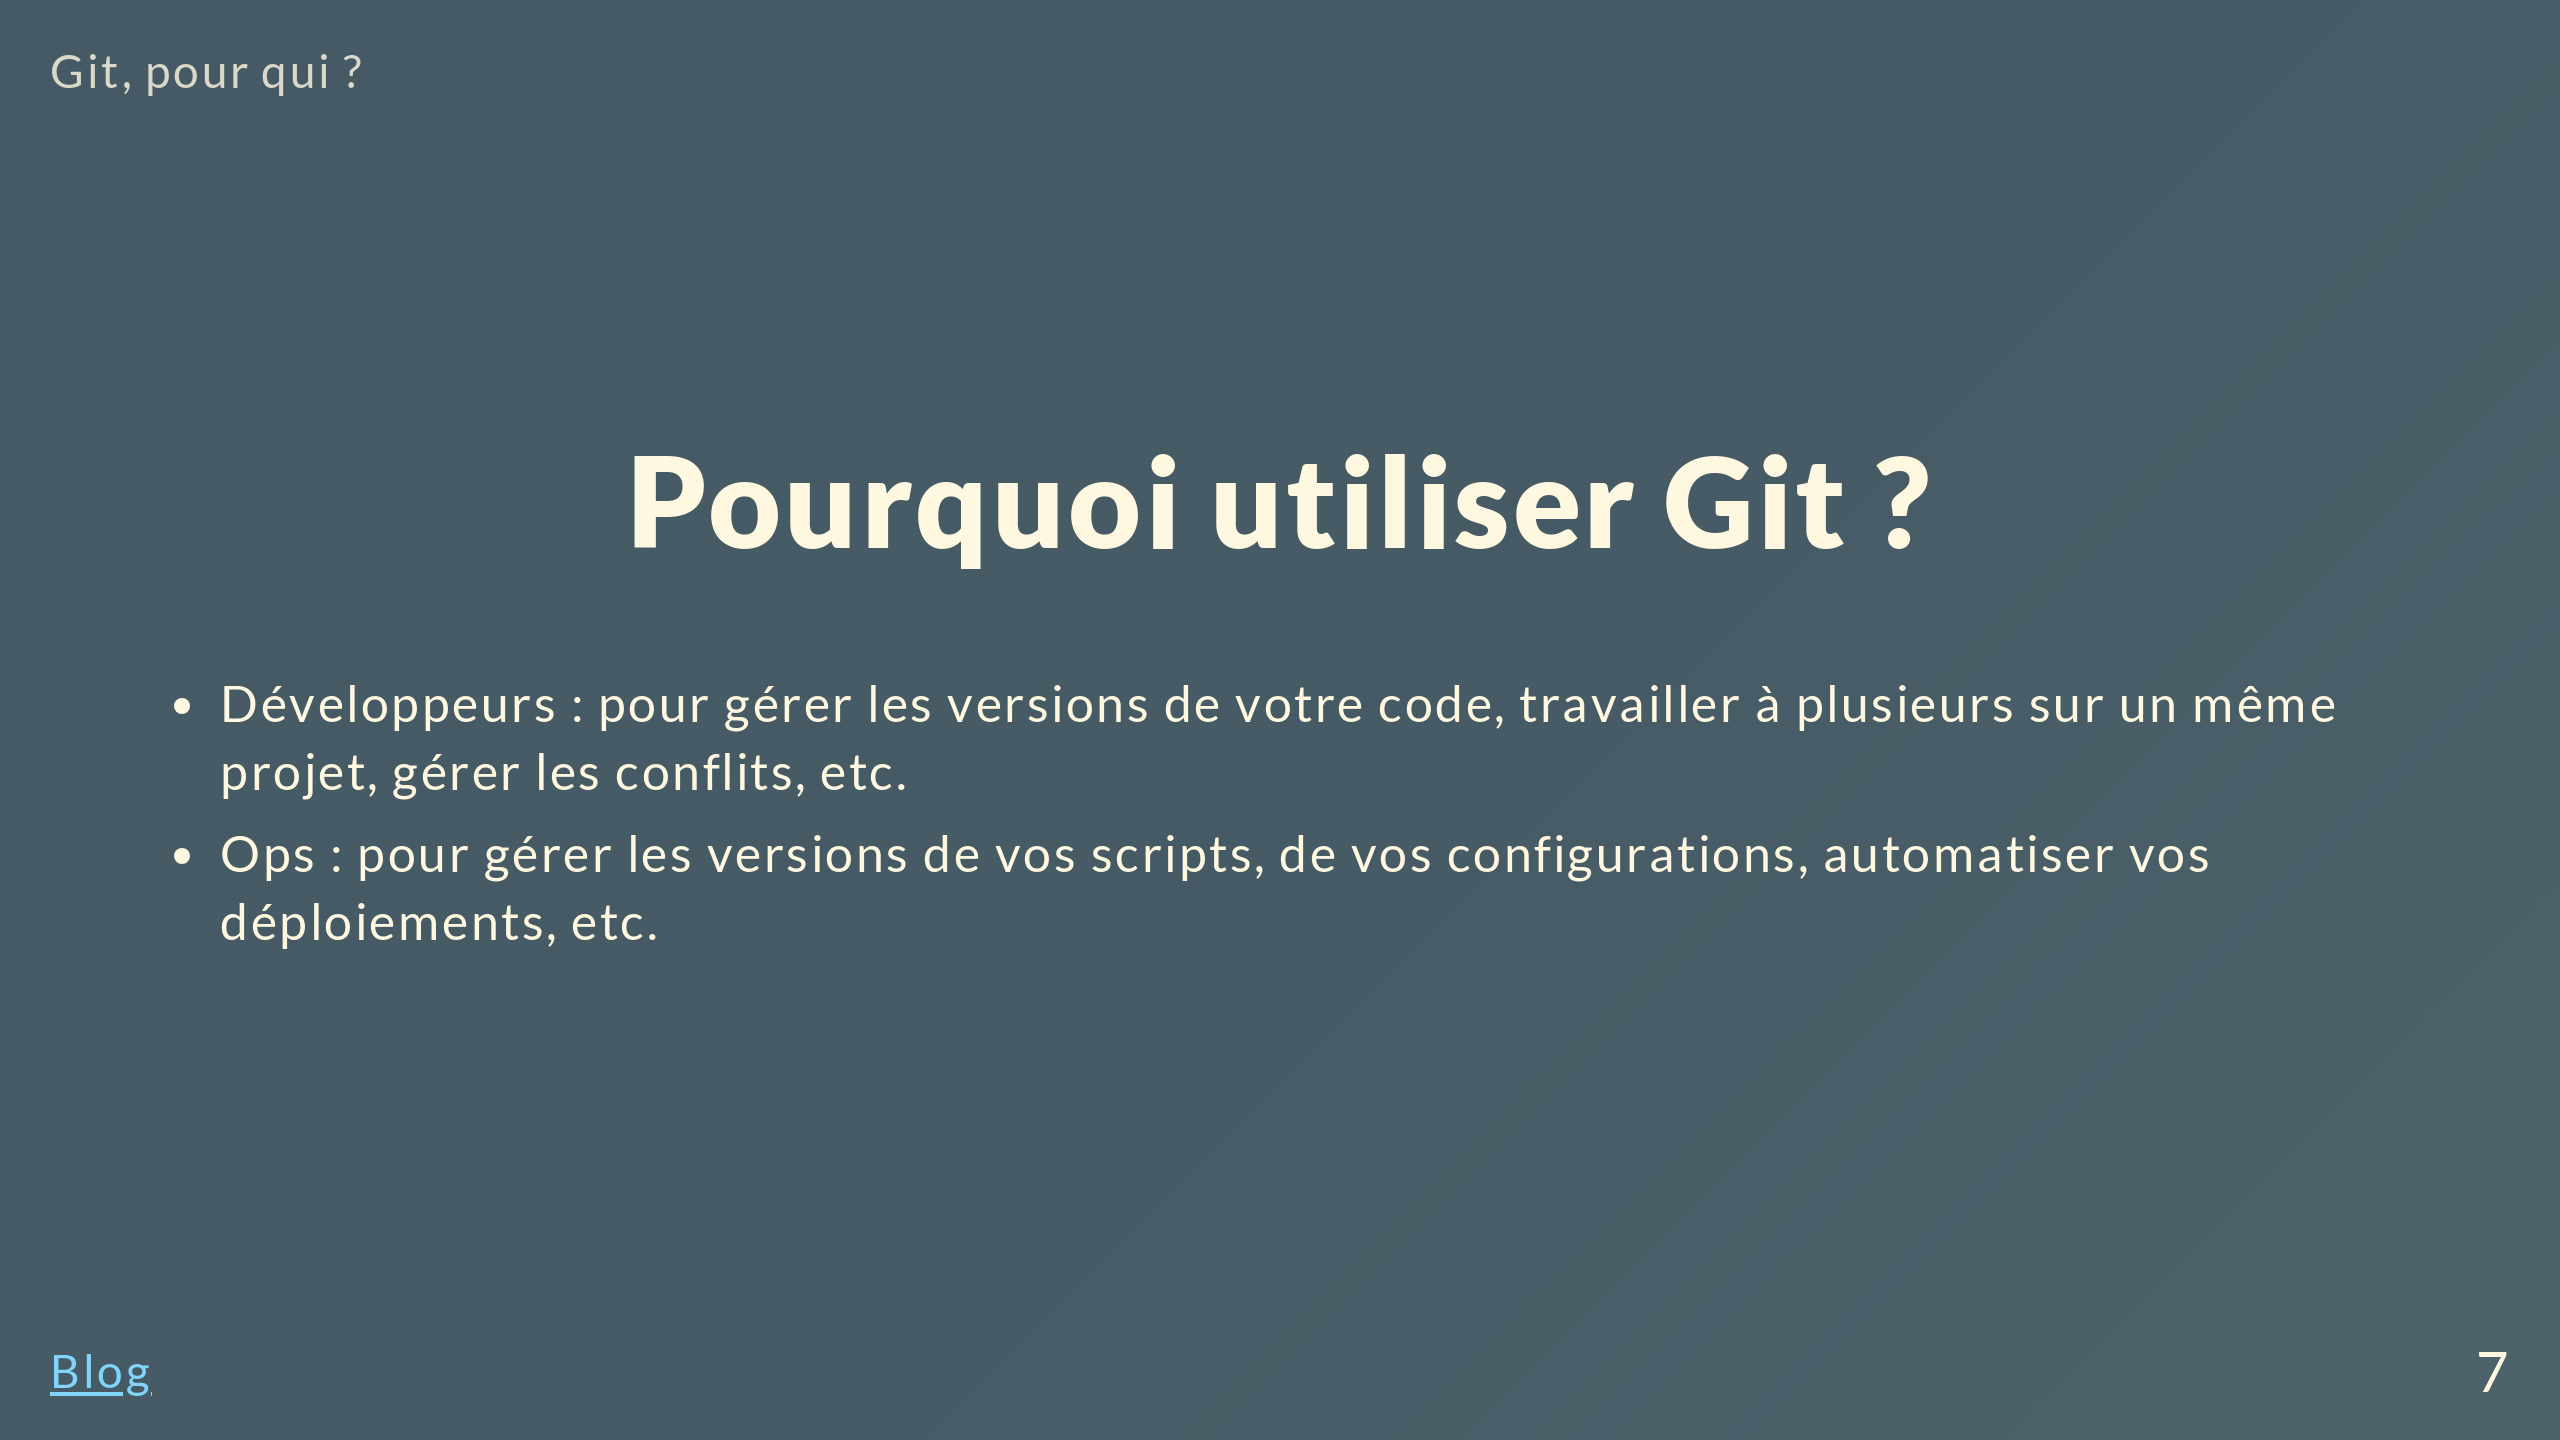 Git, pour qui ?
Pourquoi utiliser Git ?
• Développeurs : pour gérer les versions de votre code, travailler à plusieurs sur un même
projet, gérer les conflits, etc.
• Ops : pour gérer les versions de vos scripts, de vos configurations, automatiser vos
déploiements, etc.
Blog
7